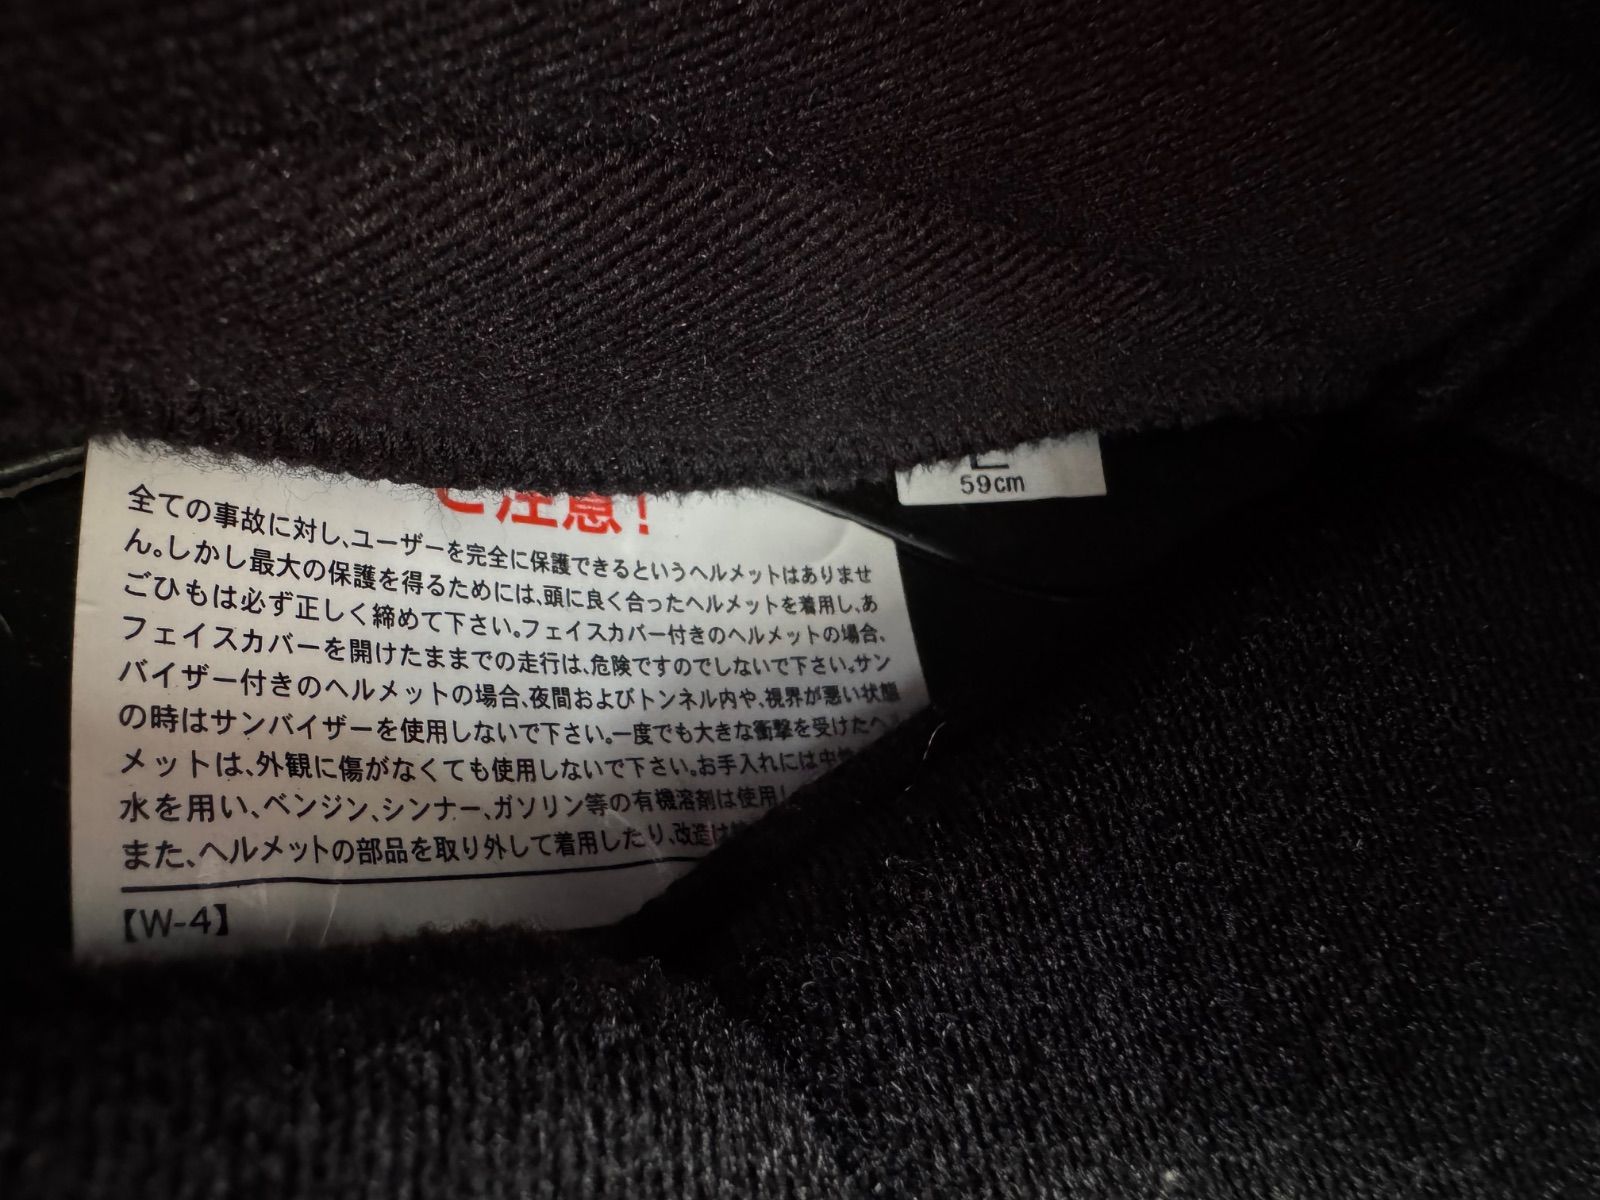 ご注意!
全ての事故に対し、ユーザーを完全に保護できるというヘルメットはありませ
ん。しかし最大の保護を得るためには、頭に良く合ったヘルメットを着用し、あ
ごひもは必ず正しく締めて下さい。フェイスカバー付きのヘルメットの場合、
フェイスカバーを開けたままでの走行は、危険ですのでしないで下さい。サン
バイザー付きのヘルメットの場合、夜間およびトンネル内や、視界が悪い状態
の時はサンバイザーを使用しないで下さい。一度でも大きな衝撃を受けたヘ
メットは、外観に傷がなくても使用しないで下さい。お手入れには中性
水を用い、ベンジン、シンナー、ガソリン等の有機溶剤は使用し
また、ヘルメットの部品を取り外して着用したり、改造は
【W-4】
L
59cm